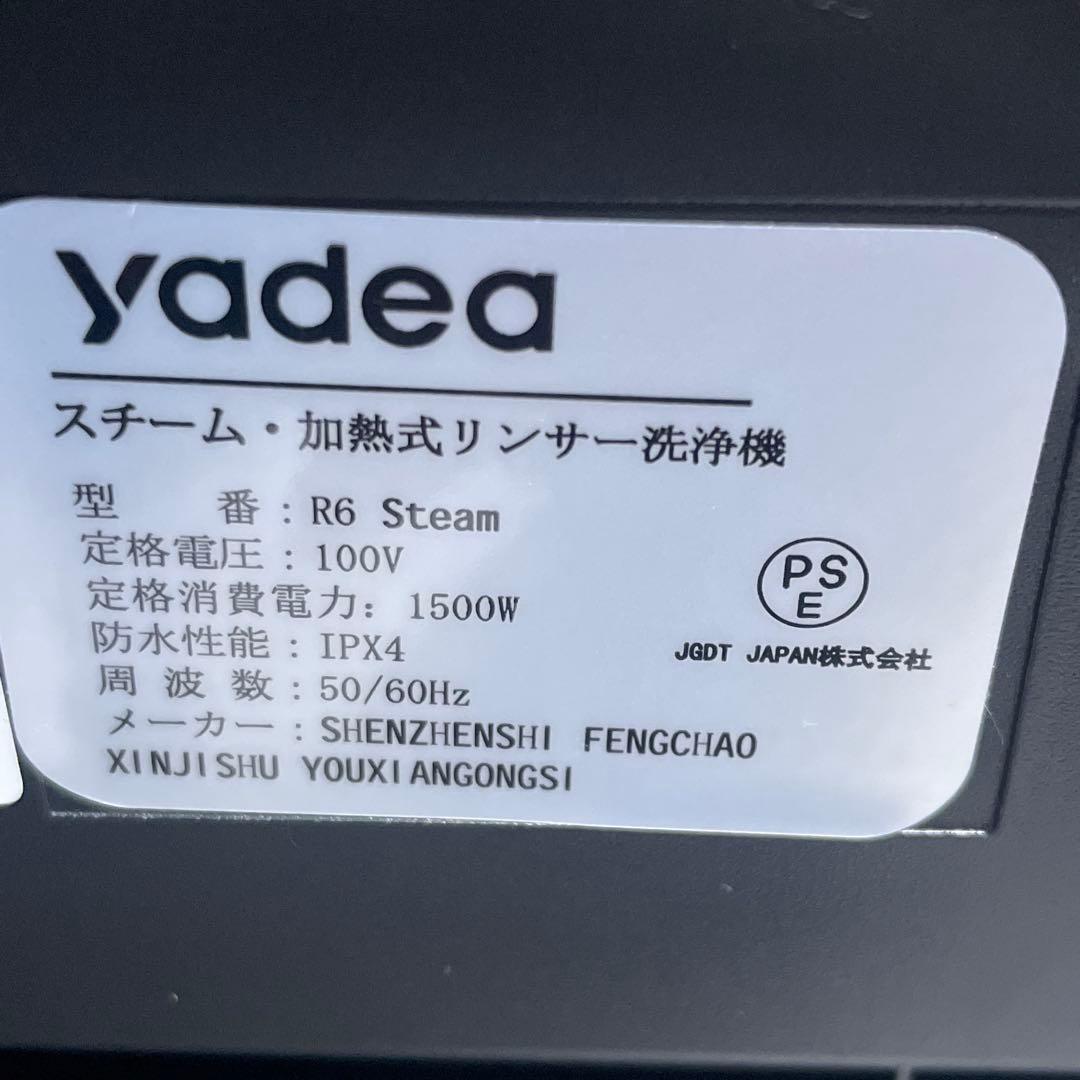 yadea
スチーム・加熱式リンサー洗浄機
型　　番：R6 Steam
定格電圧：100V
定格消費電力：1500W
防水性能：IPX4
周 波 数：50/60Hz
メーカー：SHENZHENSHI FENGCHAO
XINJISHU YOUXIANGONGSI
PS
E
JGDT JAPAN株式会社